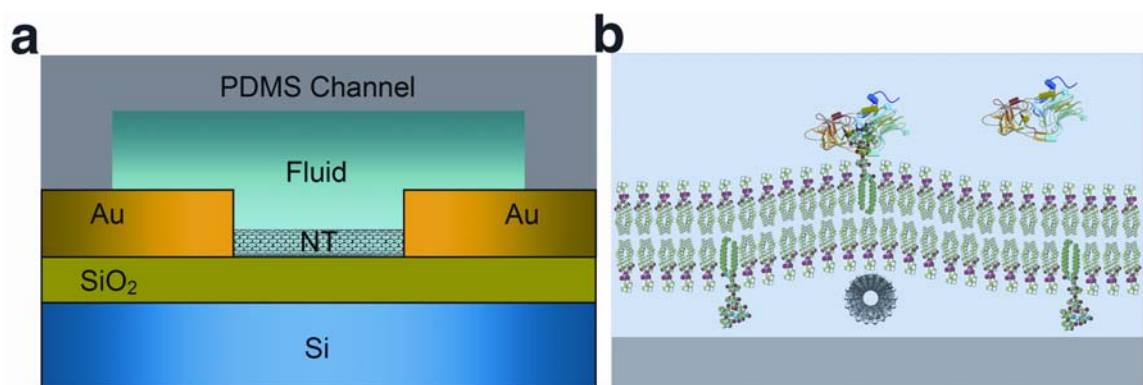 a
b
PDMS Channel
Fluid
Au
Au
NT
SiO₂
Si